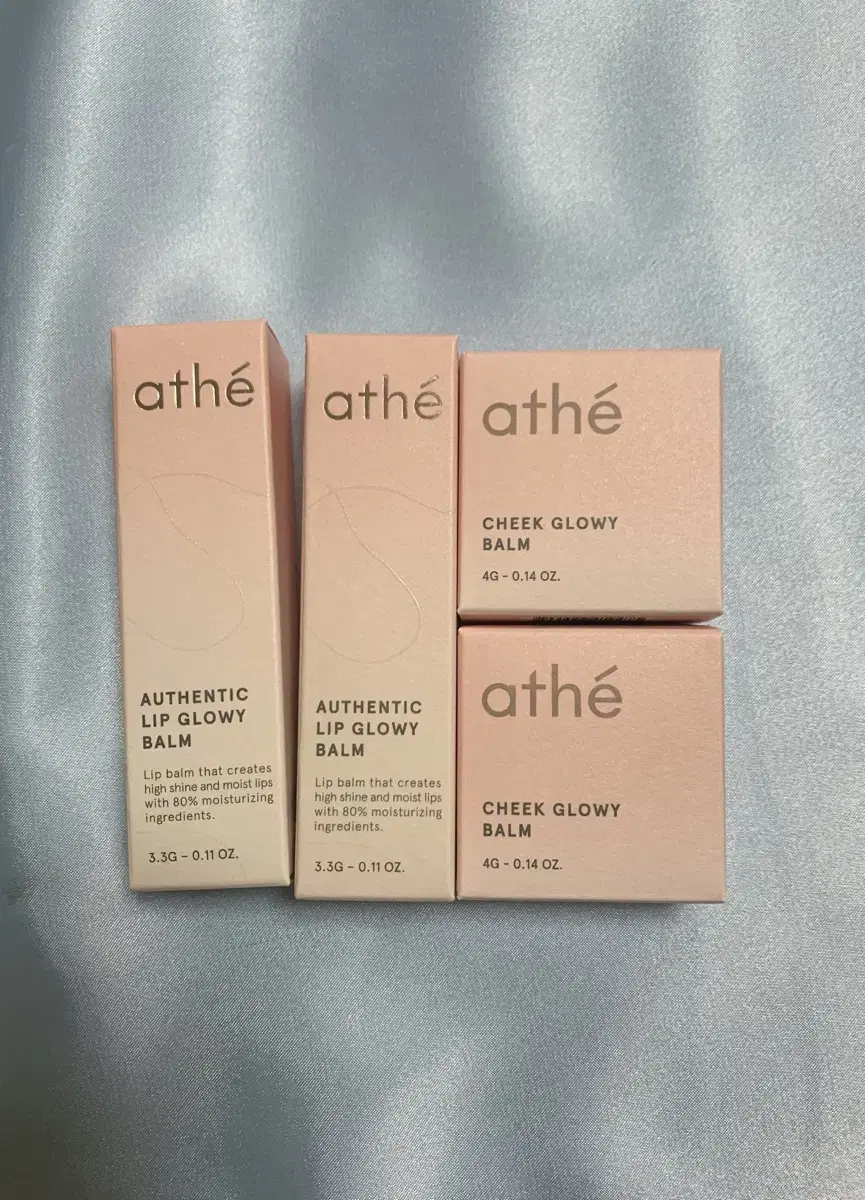 athé
AUTHENTIC
LIP GLOWY
BALM
Lip balm that creates
high shine and moist lips
with 80% moisturizing
ingredients.
3.3G – 0.11 OZ.
athé
AUTHENTIC
LIP GLOWY
BALM
Lip balm that creates
high shine and moist lips
with 80% moisturizing
ingredients.
3.3G – 0.11 OZ.
athé
CHEEK GLOWY
BALM
4G – 0.14 OZ.
athé
CHEEK GLOWY
BALM
4G – 0.14 OZ.